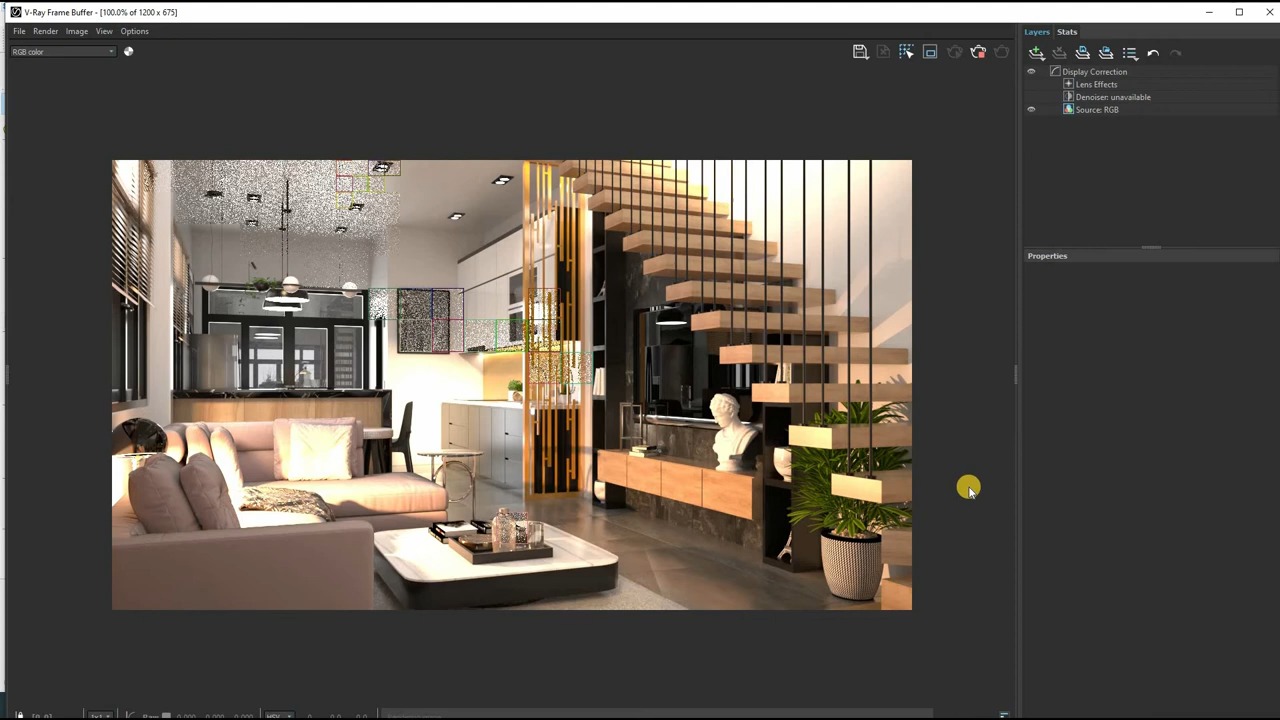 V-Ray Frame Buffer - [100.0% of 1200 x 675]
File Render Image View Options
Layers Stats
RGB color
Display Correction
Lens Effects
Denoiser: unavailable
Source: RGB
Properties